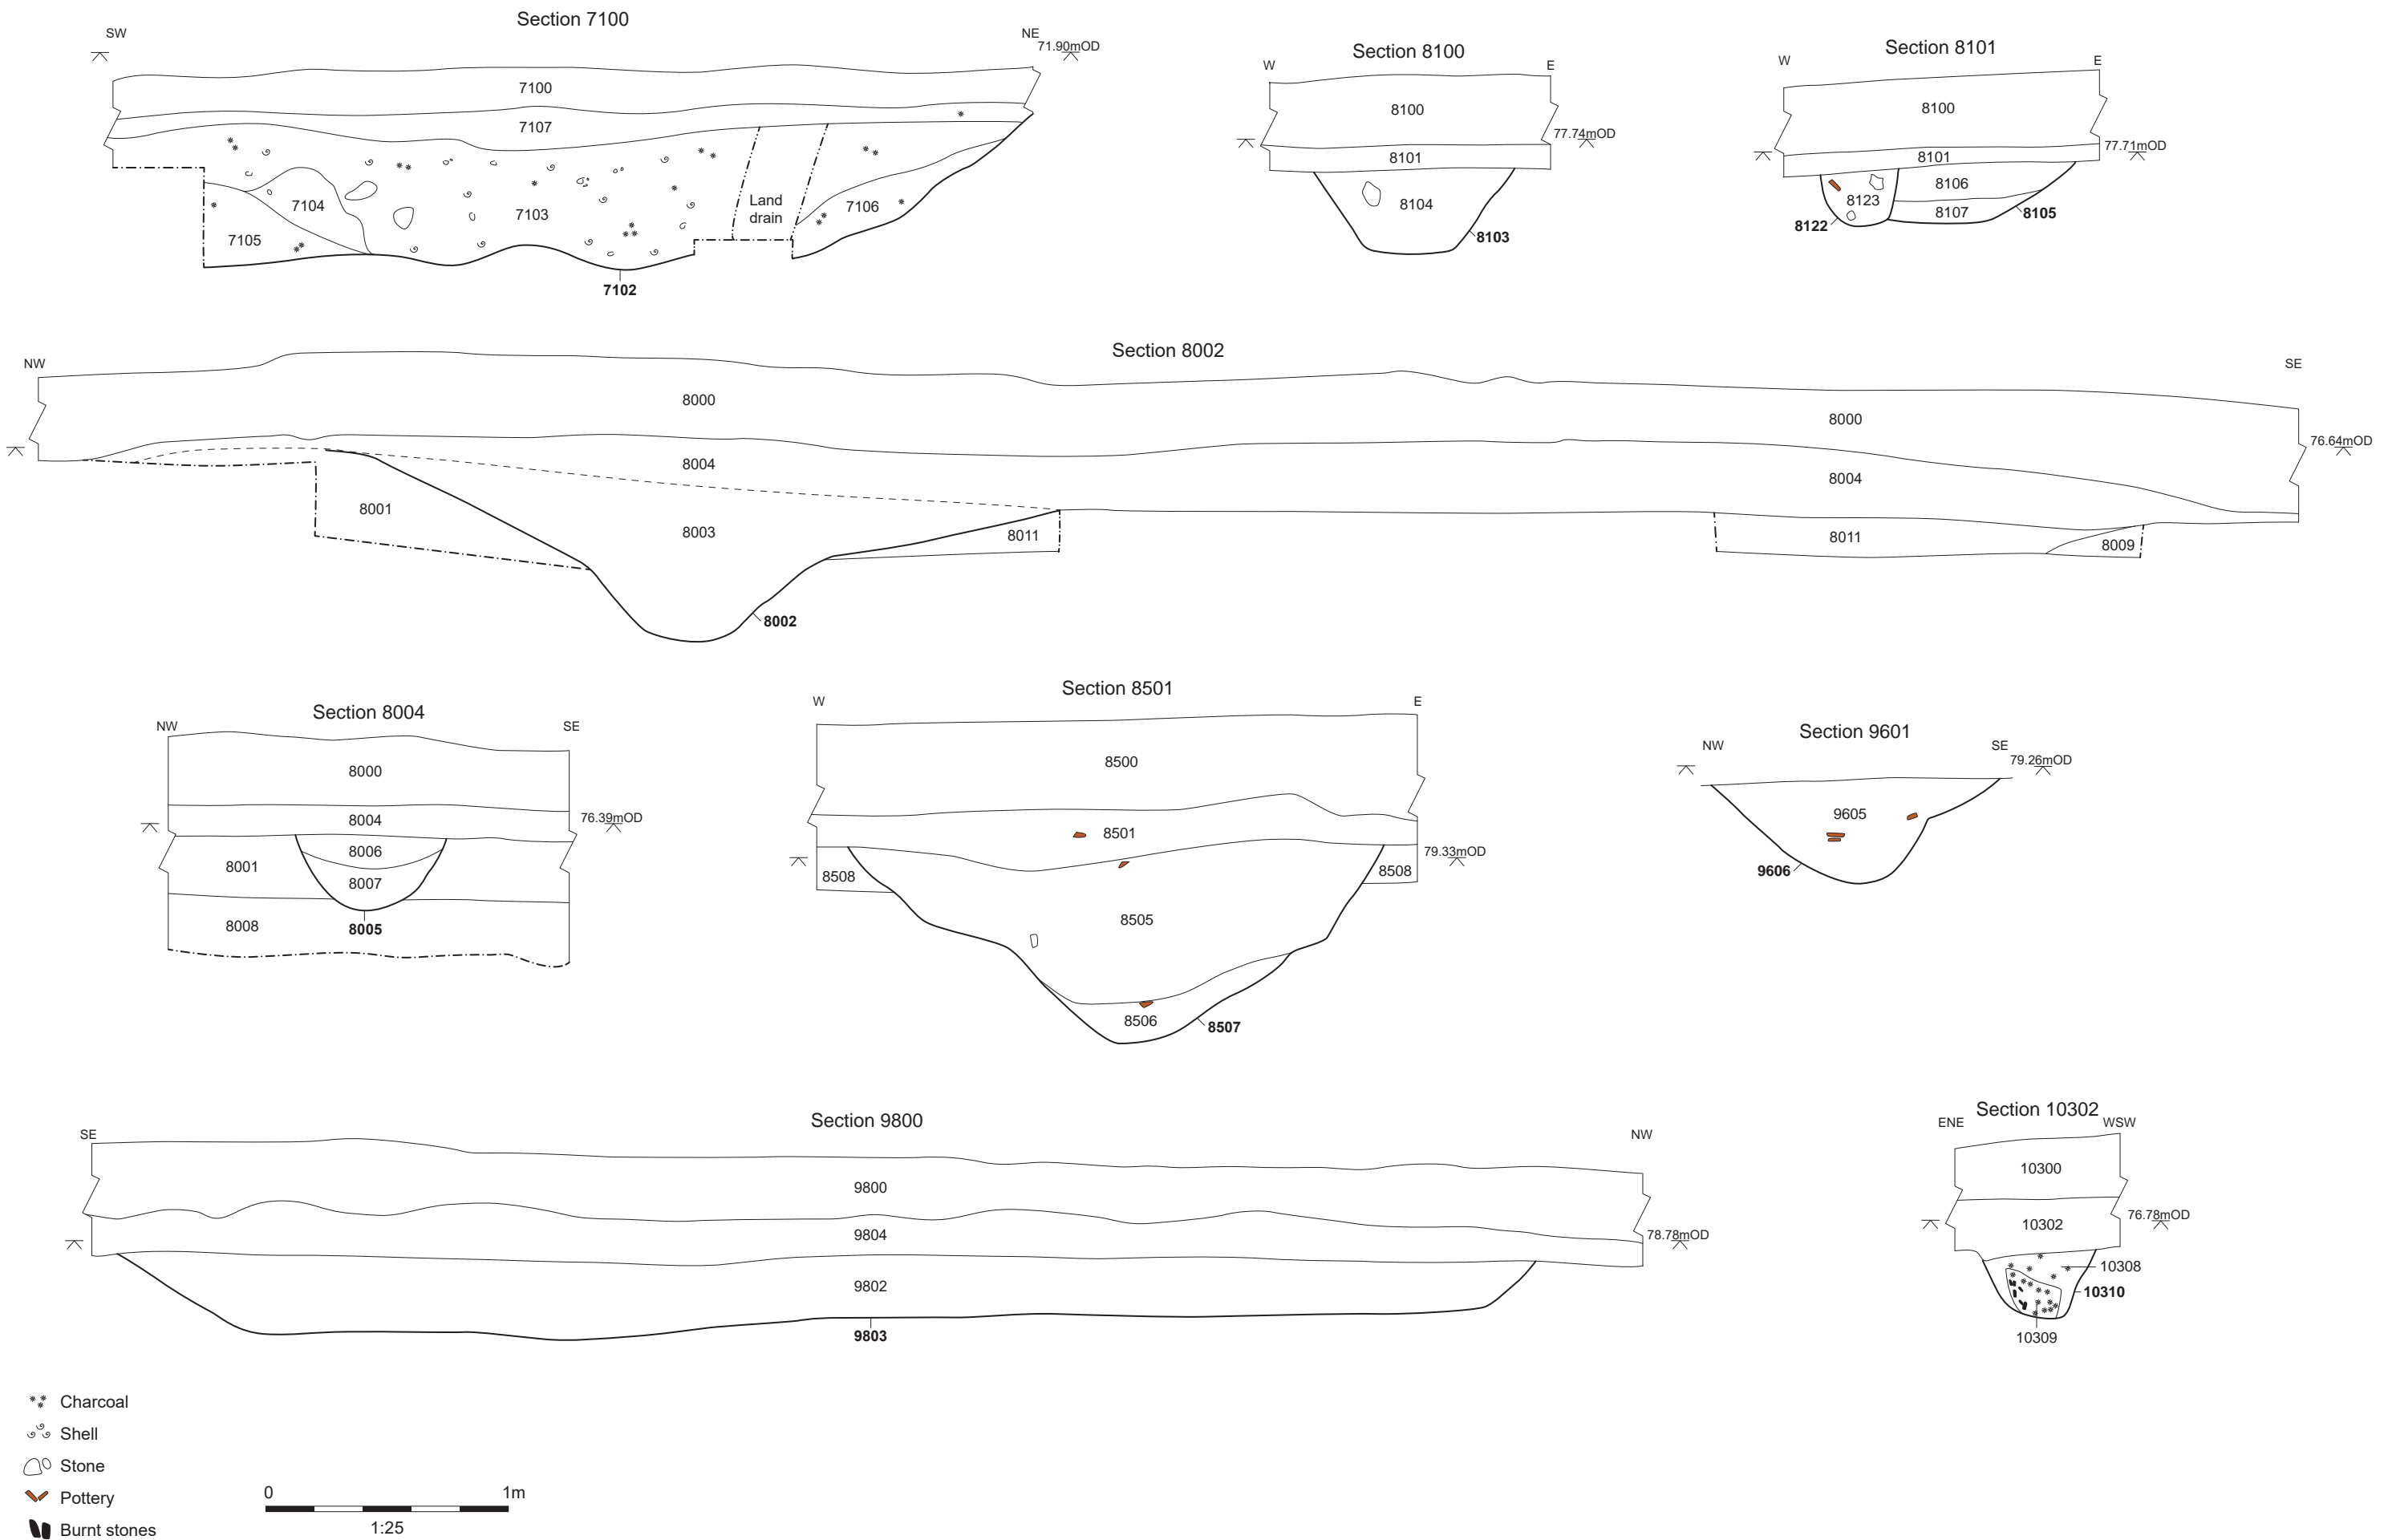 Section 7100
SW
NE
71.90mOD
7100
7107
7104
7103
7105
Land
drain
7106
7102
Section 8100
W
E
8100
77.74mOD
8101
8104
8103
Section 8101
W
E
8100
77.71mOD
8101
8106
8123
8107
8105
8122
Section 8002
NW
SE
8000
8000
76.64mOD
8004
8004
8001
8003
8011
8011
8009
8002
Section 8004
NW
SE
8000
76.39mOD
8004
8006
8001
8007
8008
8005
Section 8501
W
E
8500
8501
79.33mOD
8508
8508
8505
8506
8507
Section 9601
NW
SE
79.26mOD
9605
9606
Section 9800
SE
NW
9800
9804
78.78mOD
9802
9803
Section 10302
ENE
WSW
10300
10302
76.78mOD
10308
10310
10309
Charcoal
Shell
Stone
Pottery
Burnt stones
0
1m
1:25